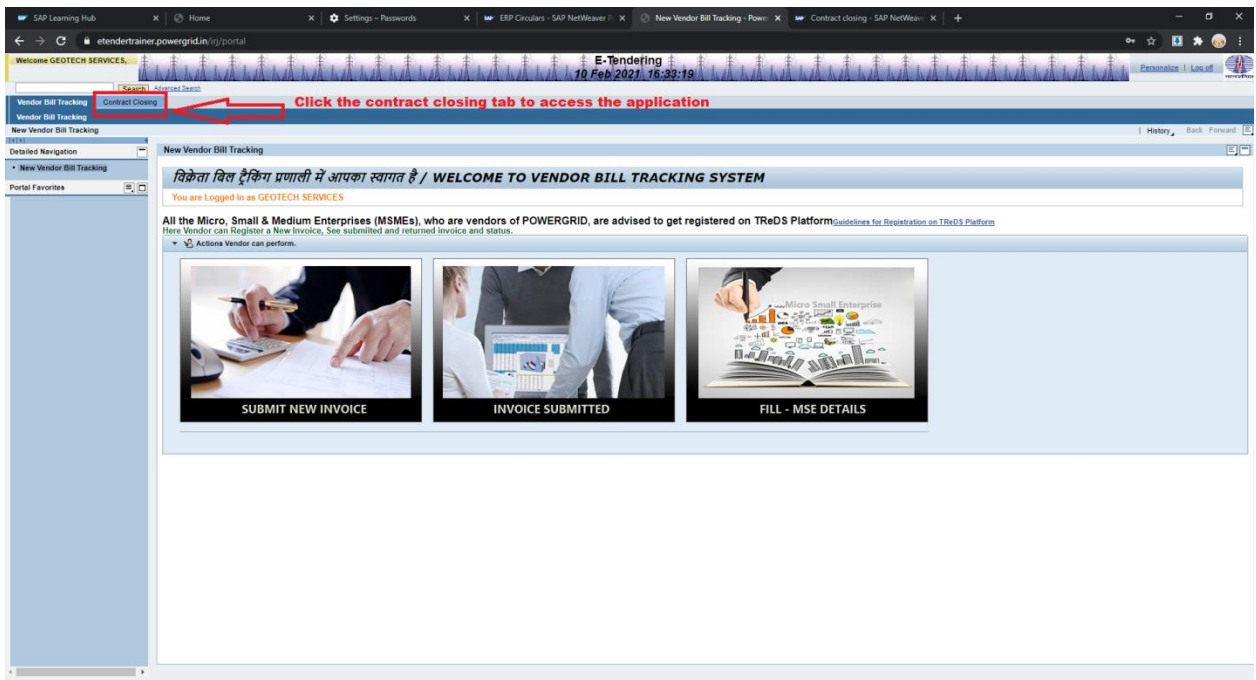 SAP Learning Hub
Home
Settings – Passwords
ERP Circulars - SAP NetWeaver P
New Vendor Bill Tracking - Power
Contract closing - SAP NetWeav
etendertrainer.powergrid.in/irj/portal
Welcome GEOTECH SERVICES,
E-Tendering
10 Feb 2021 16:33:19
Personalize | Log off
Search Advanced Search
Vendor Bill Tracking Contract Closing
Click the contract closing tab to access the application
Vendor Bill Tracking
New Vendor Bill Tracking
| History Back Forward
Detailed Navigation
New Vendor Bill Tracking
• New Vendor Bill Tracking
Portal Favorites
विक्रेता बिल ट्रैकिंग प्रणाली में आपका स्वागत है / WELCOME TO VENDOR BILL TRACKING SYSTEM
You are Logged in as GEOTECH SERVICES
All the Micro, Small & Medium Enterprises (MSMEs), who are vendors of POWERGRID, are advised to get registered on TReDS Platform Guidelines for Registration on TReDS Platform
Here Vendor can Register a New Invoice, See submiited and returned invoice and status.
Actions Vendor can perform.
Micro Small Enterprise
SUBMIT NEW INVOICE
INVOICE SUBMITTED
FILL - MSE DETAILS